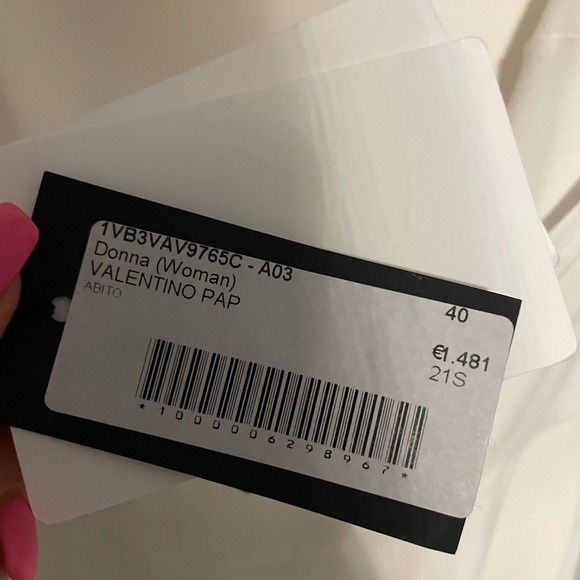 1VB3VAV9765C - A03
Donna (Woman)
VALENTINO PAP
ABITO
40
€1.481
21S
*1000006298967*